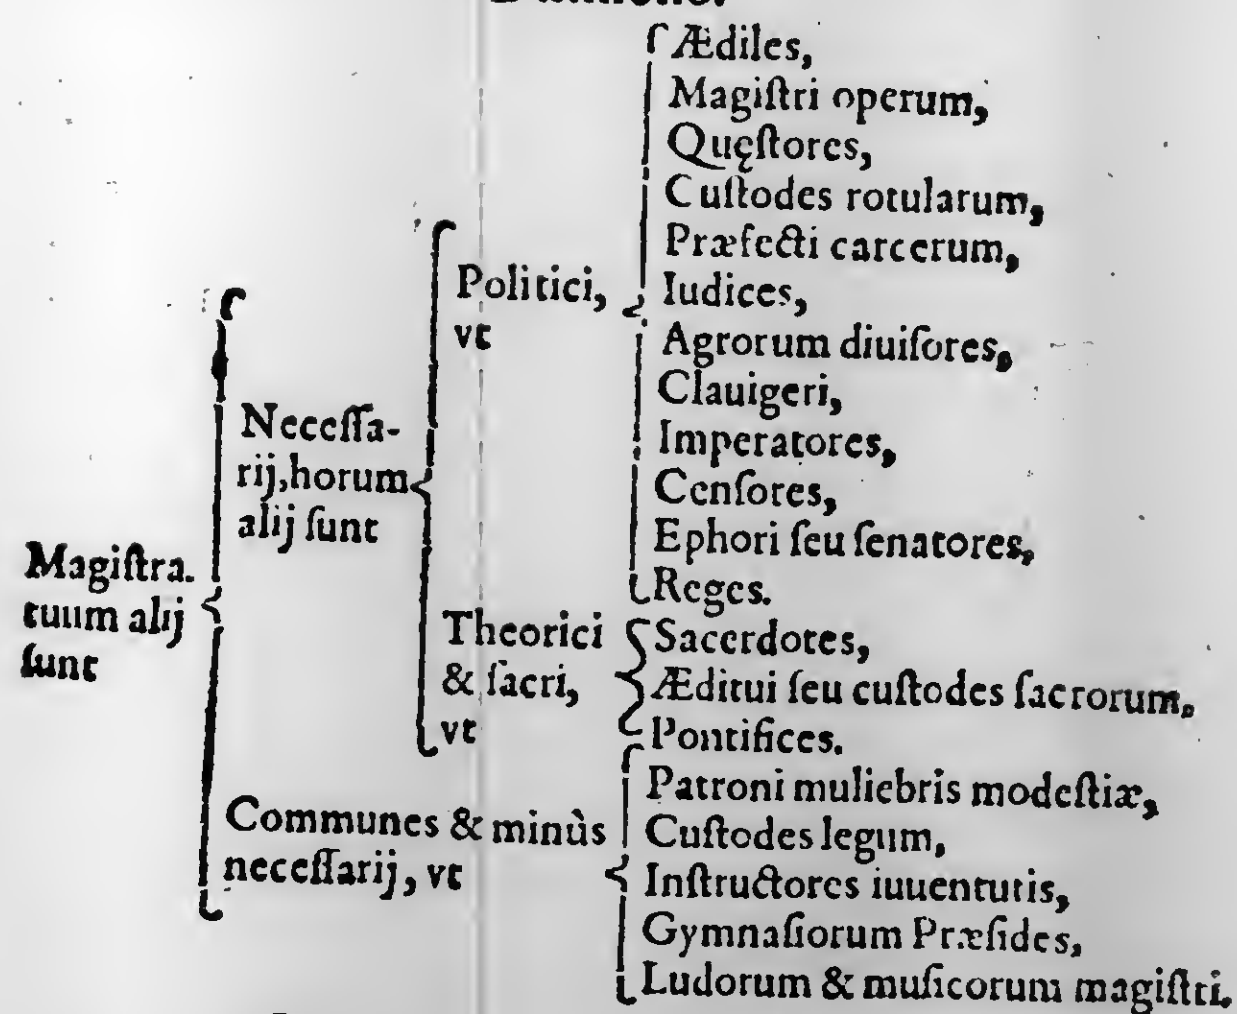 Magiſtra.
tuum alij
ſunt
Neceſſa-
rij, horum
alij ſunt
Politici,
vt
Ædiles,
Magiſtri operum,
Quęſtores,
Cuſtodes rotularum,
Præfecti carcerum,
Iudices,
Agrorum diuiſores,
Clauigeri,
Imperatores,
Cenſores,
Ephori ſeu ſenatores,
Reges.
Theorici
& ſacri,
vt
Sacerdotes,
Æditui ſeu cuſtodes ſacrorum,
Pontifices.
Communes & minùs
neceſſarij, vt
Patroni muliebris modeſtiæ,
Cuſtodes legum,
Inſtructores iuuentutis,
Gymnaſiorum Præſides,
Ludorum & muſicorum magiſtri.